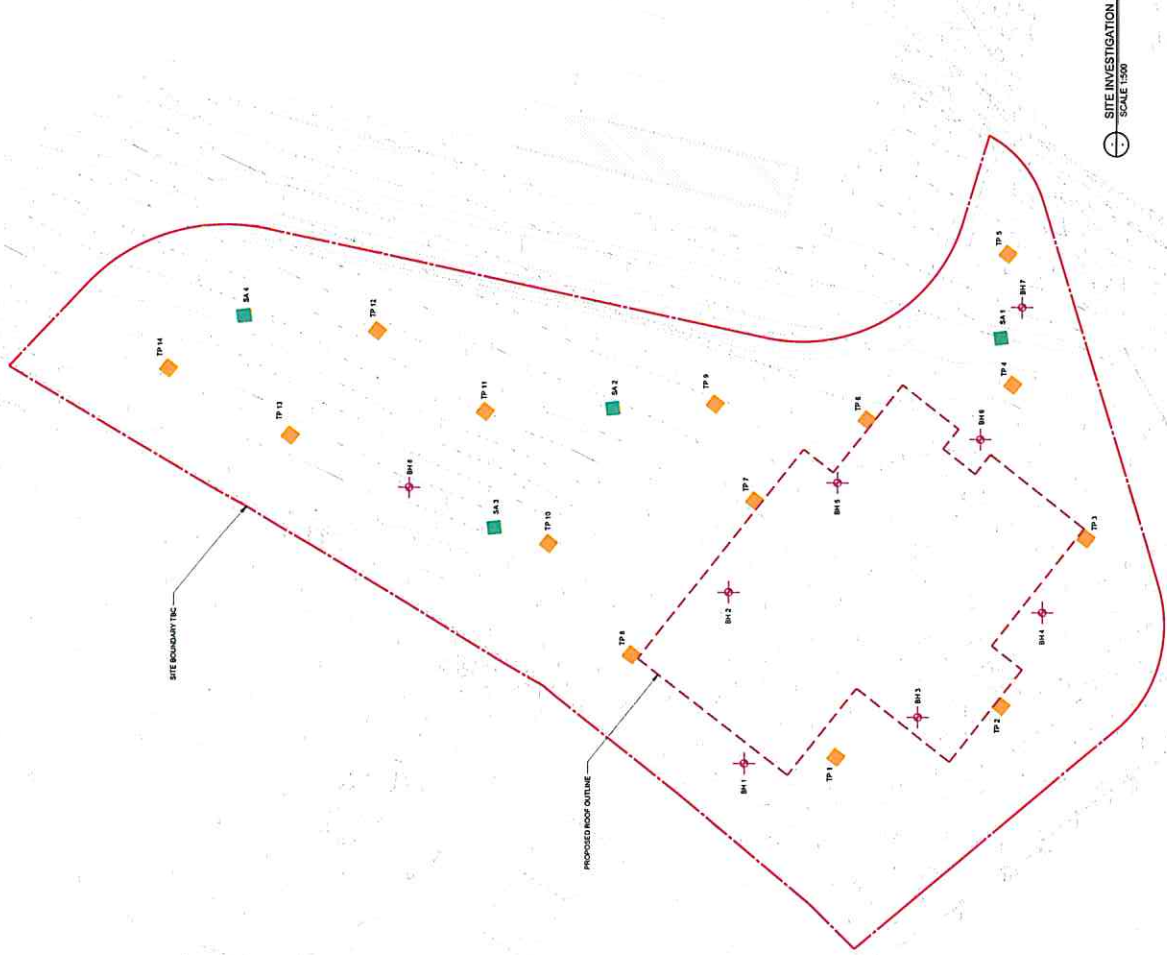 SITE BOUNDARY TBC
PROPOSED ROOF OUTLINE
TP 14
SA 4
TP 12
TP 13
TP 11
BH 8
SA 3
TP 10
SA 2
TP 9
TP 8
TP 7
TP 6
BH 2
BH 5
BH 1
TP 1
BH 3
TP 2
BH 4
TP 3
BH 6
TP 4
SA 1
BH 7
TP 5
SITE INVESTIGATION
SCALE 1:500